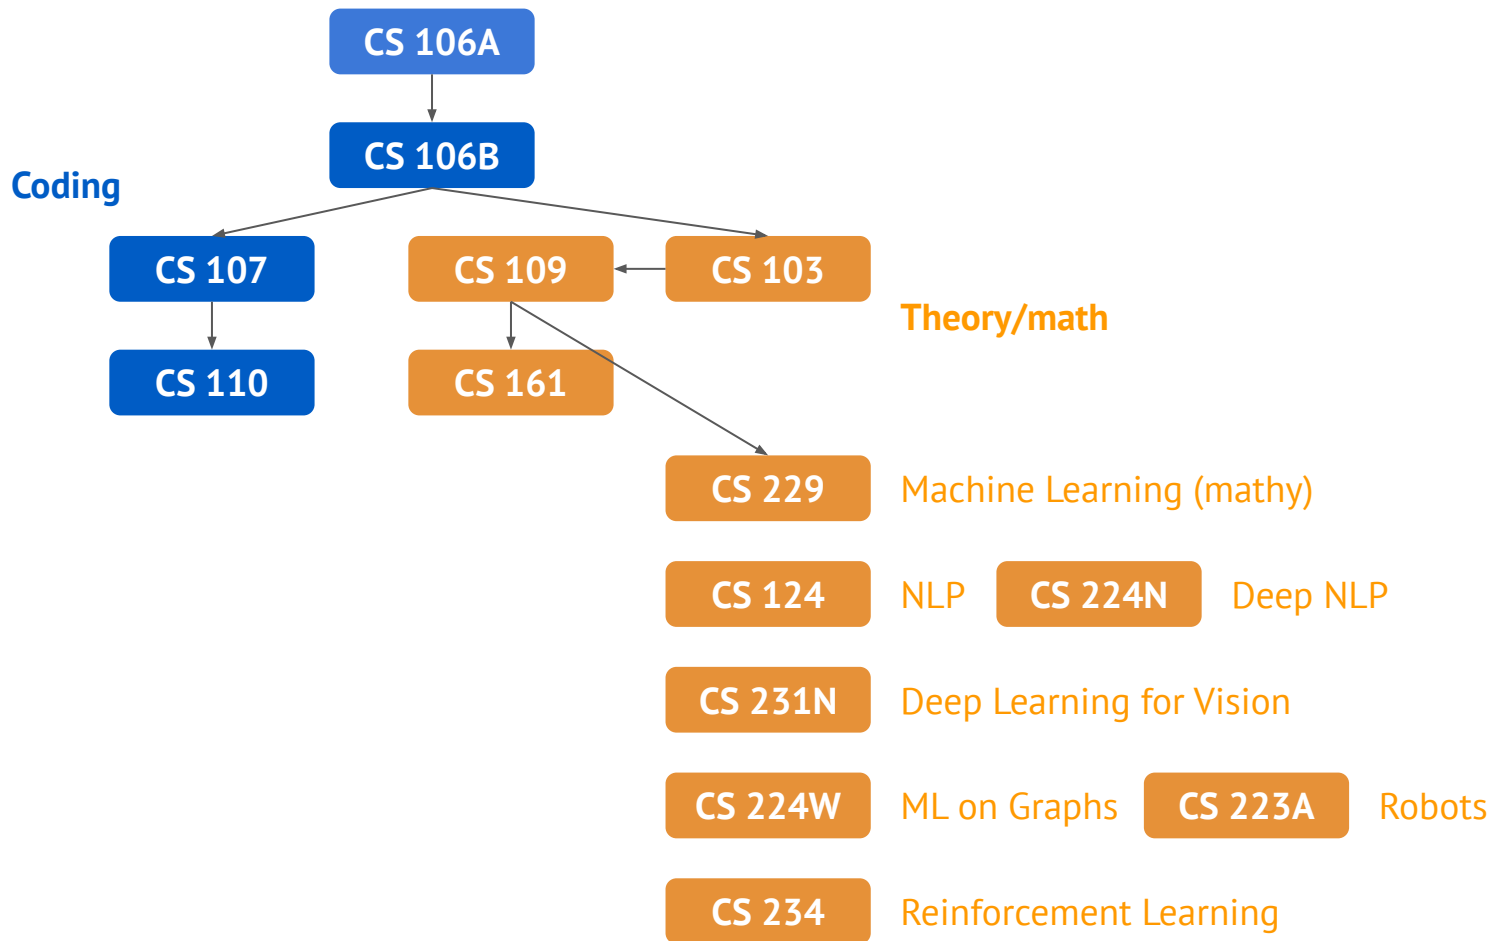 CS 106A
CS 106B
Coding
CS 107
CS 109
CS 103
Theory/math
CS 110
CS 161
CS 229 Machine Learning (mathy)
CS 124 NLP CS 224N Deep NLP
CS 231N Deep Learning for Vision
CS 224W ML on Graphs CS 223A Robots
CS 234 Reinforcement Learning